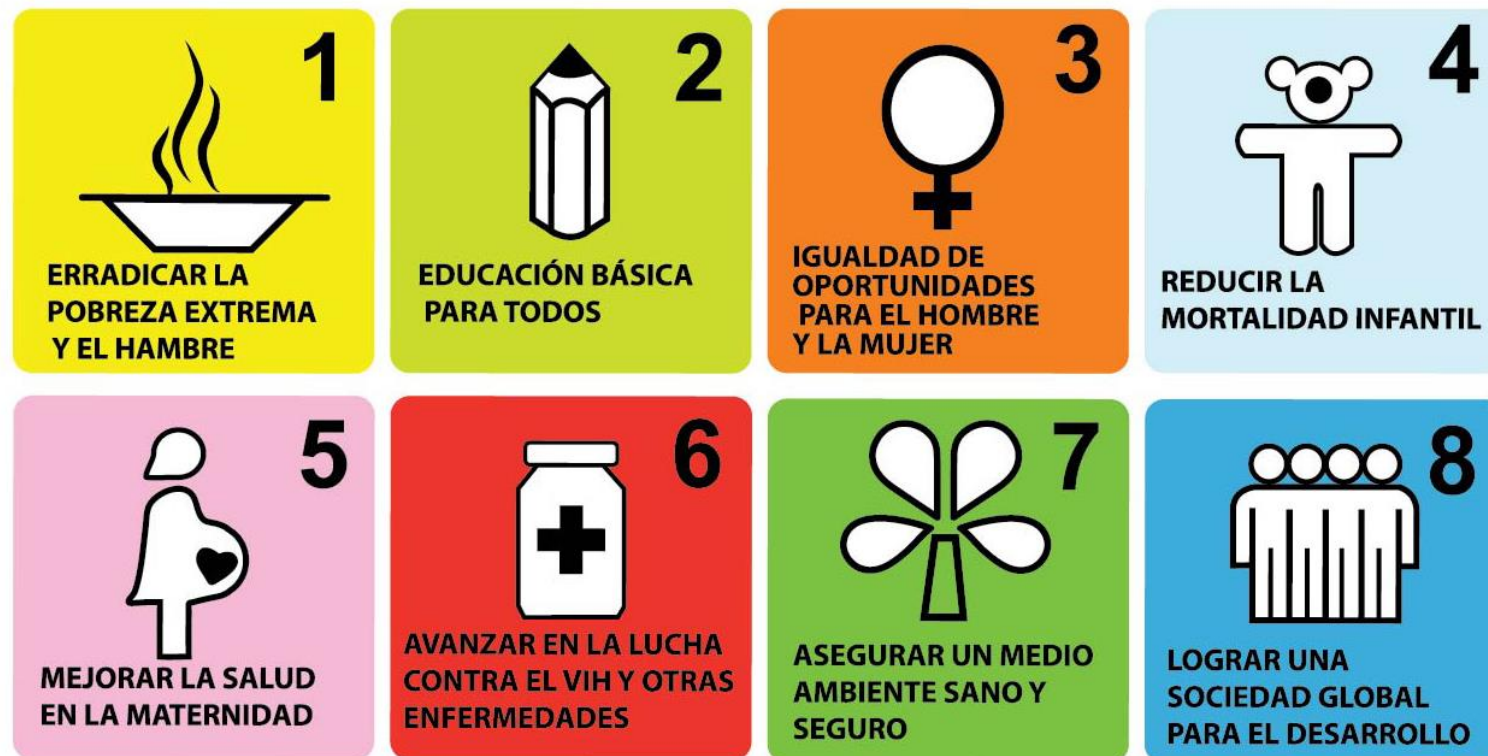 1
ERRADICAR LA
POBREZA EXTREMA
Y EL HAMBRE
2
EDUCACIÓN BÁSICA
PARA TODOS
3
IGUALDAD DE
OPORTUNIDADES
PARA EL HOMBRE
Y LA MUJER
4
REDUCIR LA
MORTALIDAD INFANTIL
5
MEJORAR LA SALUD
EN LA MATERNIDAD
6
AVANZAR EN LA LUCHA
CONTRA EL VIH Y OTRAS
ENFERMEDADES
7
ASEGURAR UN MEDIO
AMBIENTE SANO Y
SEGURO
8
LOGRAR UNA
SOCIEDAD GLOBAL
PARA EL DESARROLLO